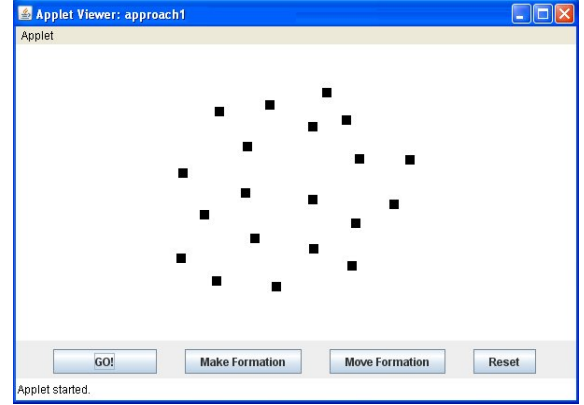 Applet Viewer: approach1
Applet
GO! Make Formation Move Formation Reset
Applet started.